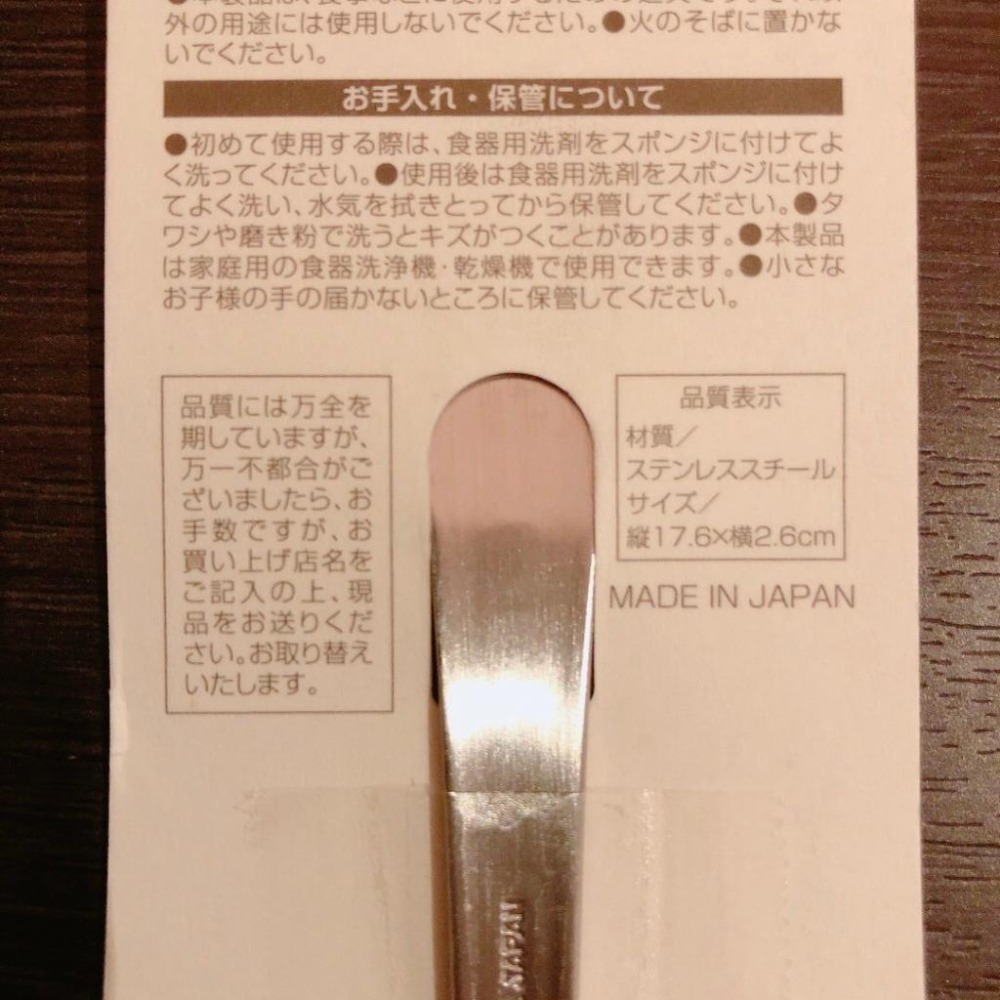 外の用途には使用しないでください。●火のそばに置かな
いでください。
お手入れ・保管について
●初めて使用する際は、食器用洗剤をスポンジに付けてよ
く洗ってください。●使用後は食器用洗剤をスポンジに付け
てよく洗い、水気を拭きとってから保管してください。●タ
ワシや磨き粉で洗うとキズがつくことがあります。●本製品
は家庭用の食器洗浄機・乾燥機で使用できます。●小さな
お子様の手の届かないところに保管してください。
品質には万全を
期していますが、
万一不都合がご
ざいましたら、お
手数ですが、お
買い上げ店名を
ご記入の上、現
品をお送りくだ
さい。お取り替え
いたします。
品質表示
材質／
ステンレススチール
サイズ／
縦17.6×横2.6cm
MADE IN JAPAN
JAPAN